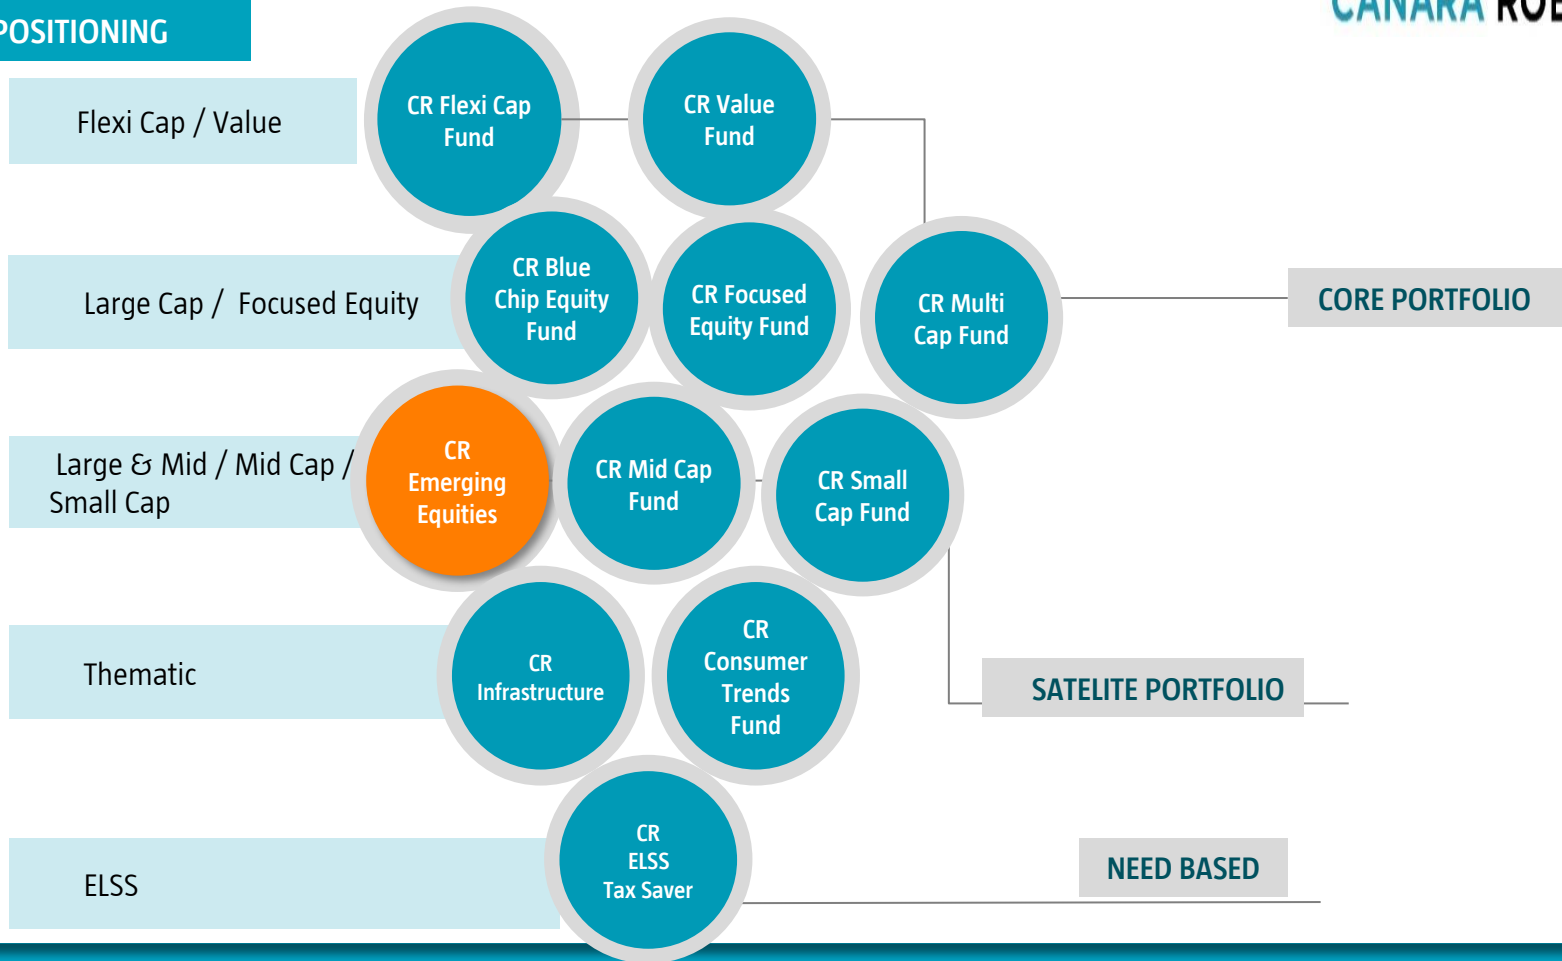 POSITIONING
CANARA
Flexi Cap / Value
CR Flexi Cap
Fund
CR Value
Fund
Large Cap / Focused Equity
CR Blue
Chip Equity
Fund
CR Focused
Equity Fund
CR Multi
Cap Fund
CORE PORTFOLIO
Large & Mid / Mid Cap /
Small Cap
CR
Emerging
Equities
CR Mid Cap
Fund
CR Small
Cap Fund
Thematic
CR
Infrastructure
CR
Consumer
Trends
Fund
SATELITE PORTFOLIO
ELSS
CR
ELSS
Tax Saver
NEED BASED